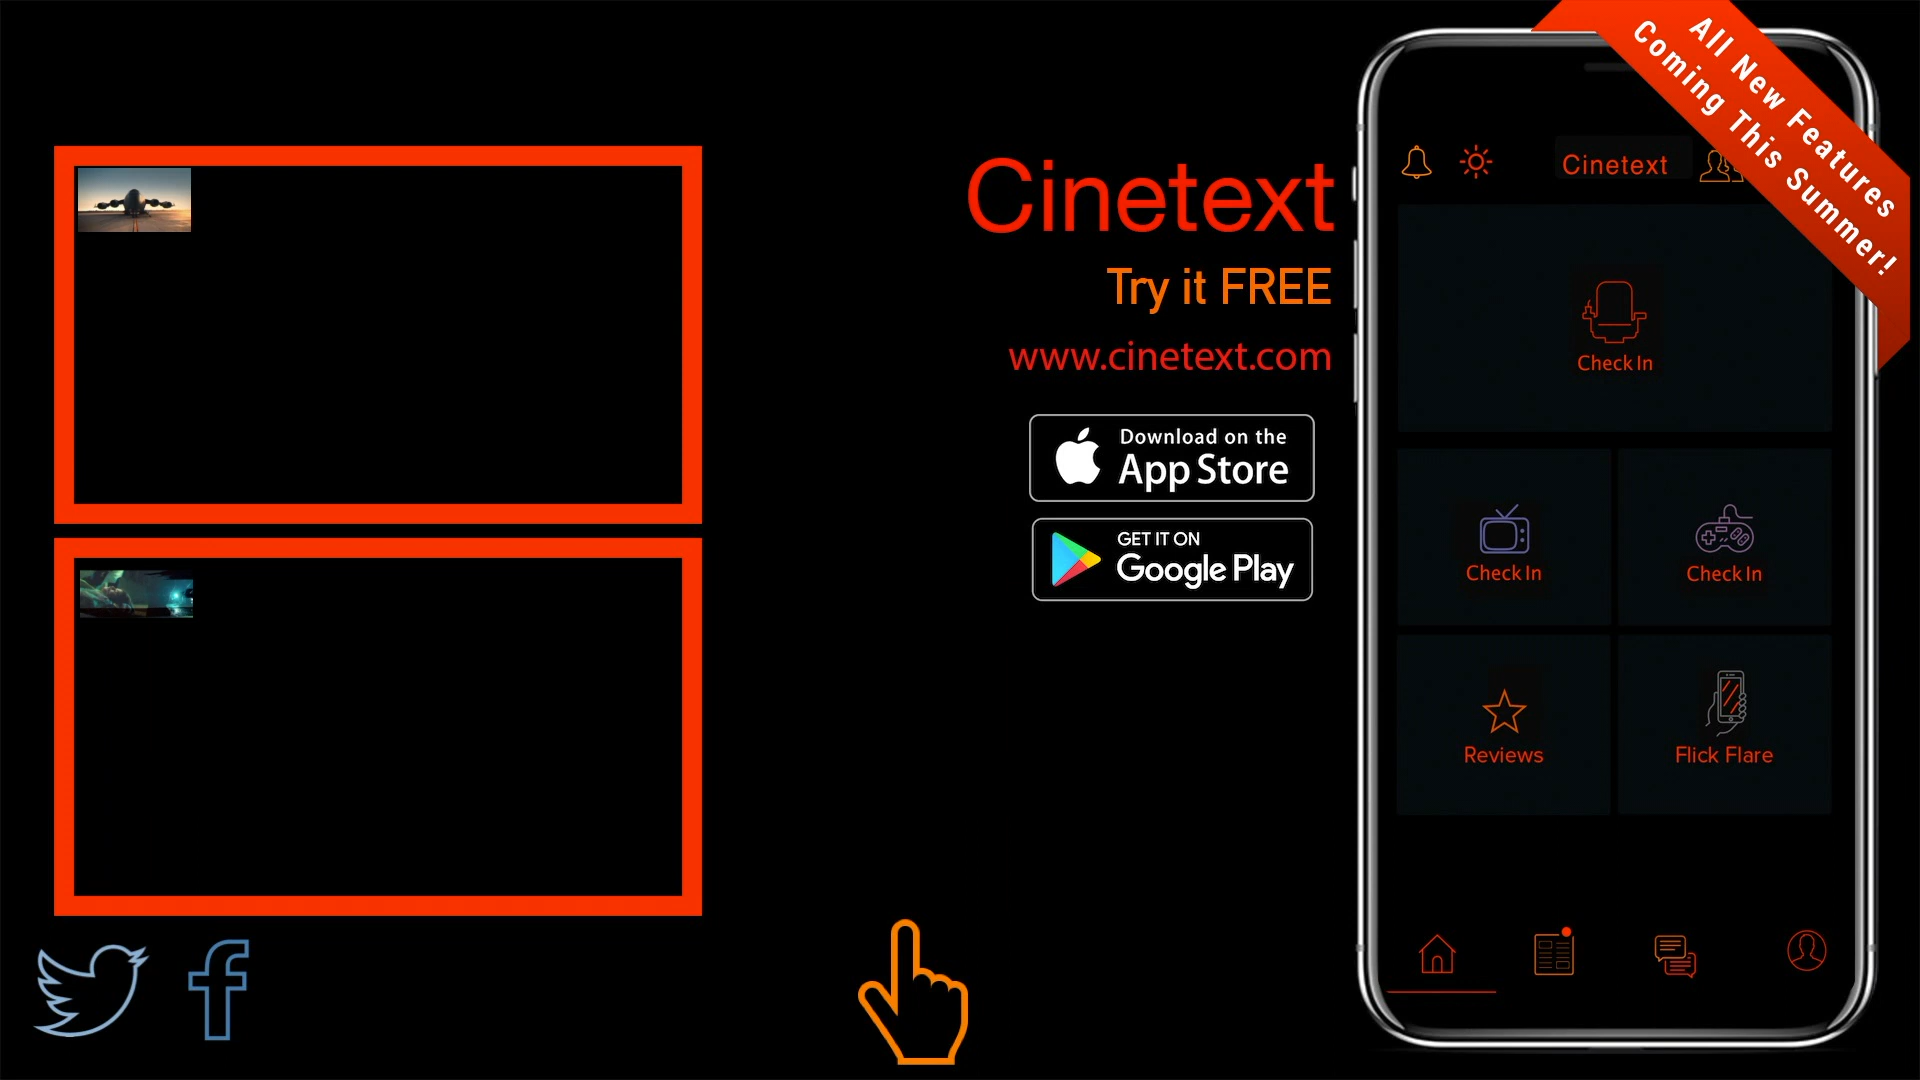 Cinetext
Try it FREE
www.cinetext.com
Download on the
App Store
GET IT ON
Google Play
All New Features
Coming This Summer!
Cinetext
Check In
Check In
Check In
Reviews
Flick Flare